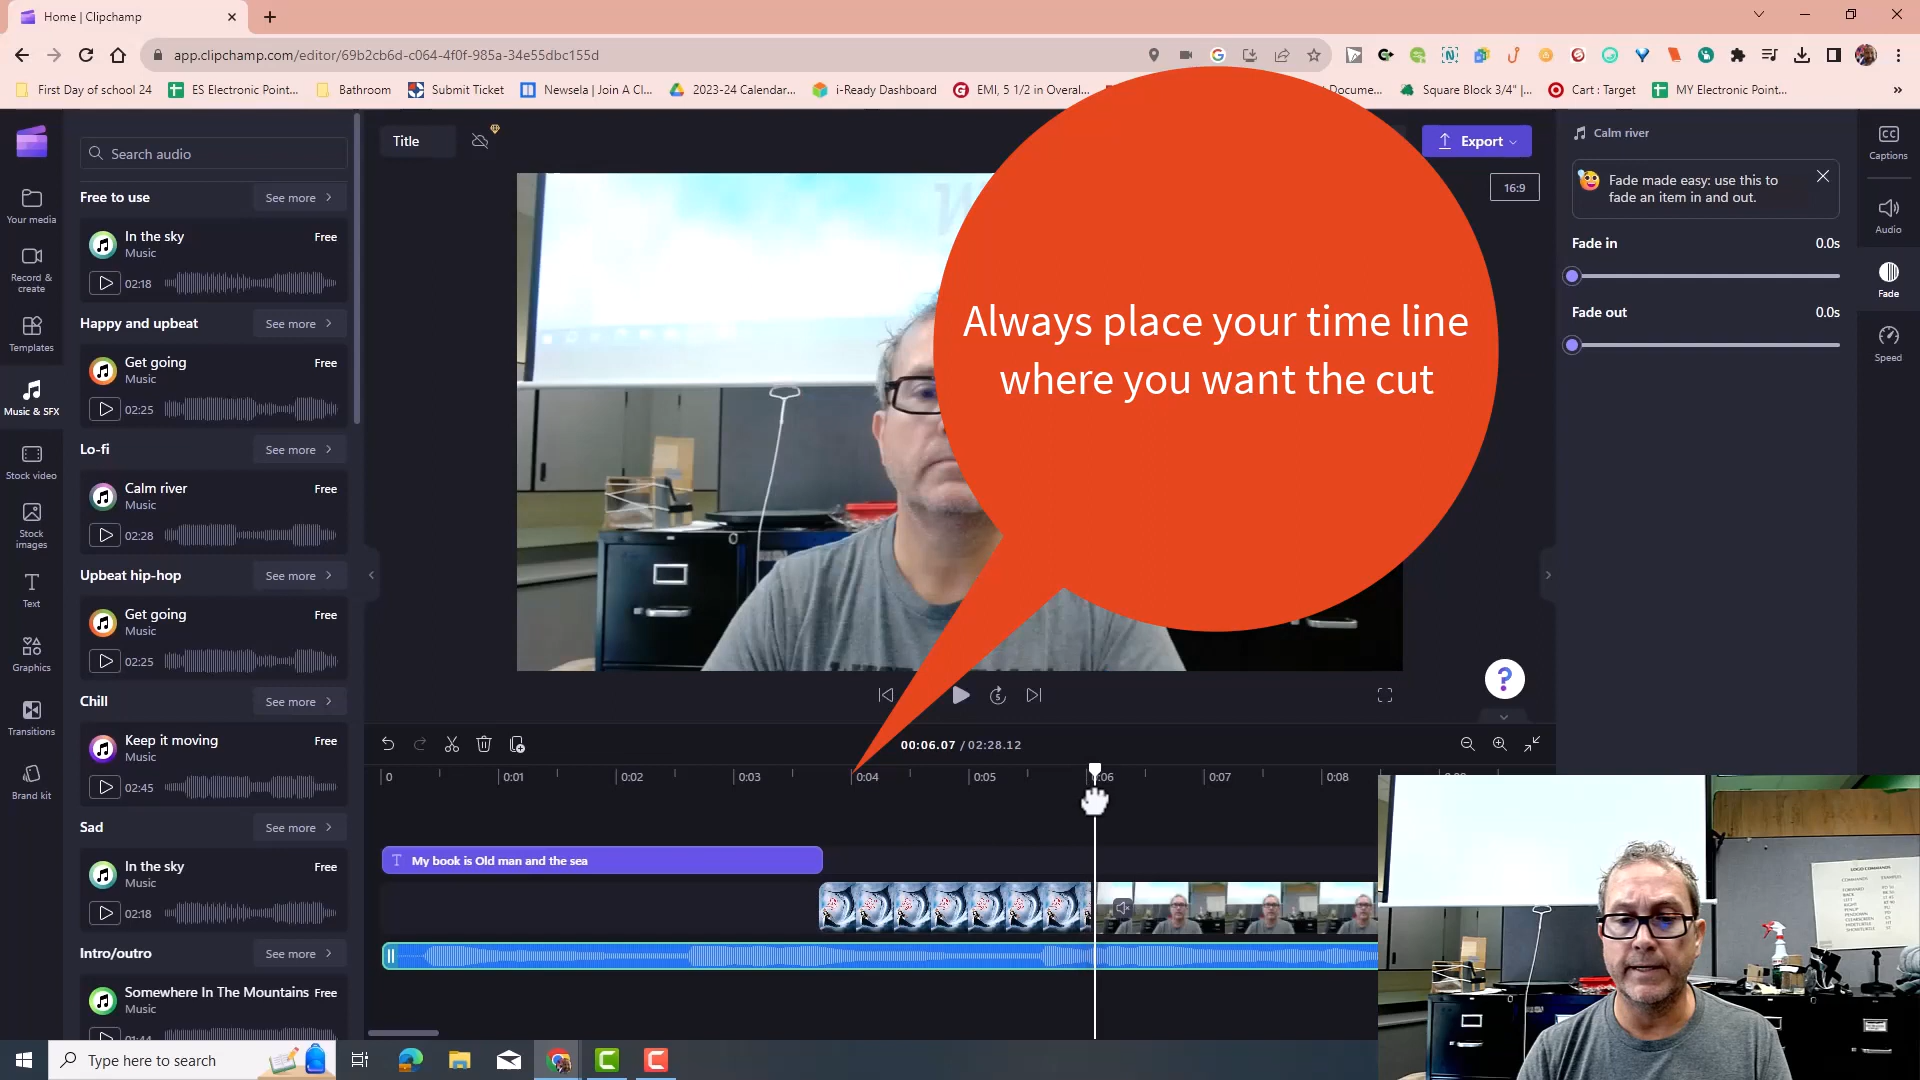 Home | Clipchamp
app.clipchamp.com/editor/69b2cb6d-c064-4f0f-985a-34e55dbc155d
First Day of school 24
ES Electronic Point...
Bathroom
Submit Ticket
Newsela | Join A Cl...
2023-24 Calendar...
i-Ready Dashboard
EMI, 5 1/2 in Overal...
Docume...
Square Block 3/4" |...
Cart : Target
MY Electronic Point...
»
Your media
Record &
create
Templates
Music & SFX
Stock video
Stock
images
Text
Graphics
Transitions
Brand kit
Search audio
Free to use
See more
In the sky
Free
Music
02:18
Happy and upbeat
See more
Get going
Free
Music
02:25
Lo-fi
See more
Calm river
Free
Music
02:28
Upbeat hip-hop
See more
Get going
Free
Music
02:25
Chill
See more
Keep it moving
Free
Music
02:45
Sad
See more
In the sky
Free
Music
02:18
Intro/outro
See more
Somewhere In The Mountains
Free
Music
01:44
Title
Export
16:9
Always place your time line
where you want the cut
Calm river
Fade made easy: use this to
fade an item in and out.
Fade in
0.0s
Fade out
0.0s
CC
Captions
Audio
Fade
Speed
5
?
00:06.07 / 02:28.12
0
0:01
0:02
0:03
0:04
0:05
0:06
0:07
0:08
T My book is Old man and the sea
Type here to search